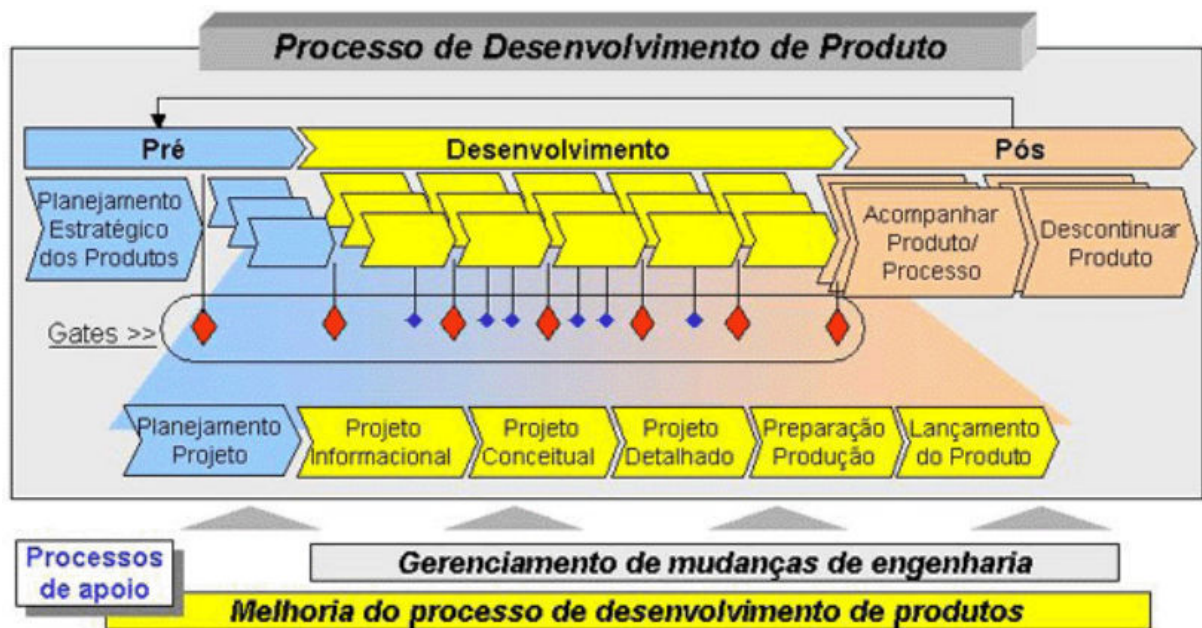 Processo de Desenvolvimento de Produto
Pré
Desenvolvimento
Pós
Planejamento
Estratégico
dos Produtos
Acompanhar
Produto/
Processo
Descontinuar
Produto
Gates >>
Planejamento
Projeto
Projeto
Informacional
Projeto
Conceitual
Projeto
Detalhado
Preparação
Produção
Lançamento
do Produto
Processos
de apoio
Gerenciamento de mudanças de engenharia
Melhoria do processo de desenvolvimento de produtos